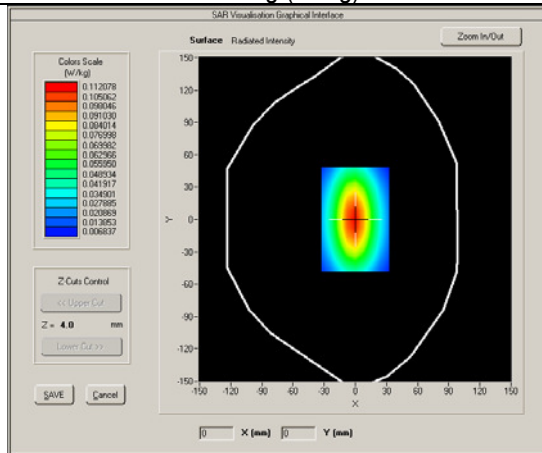 SAR Visualisation Graphical Interface
Surface Radiated Intensity
Zoom In/Out
Colors Scale
(W/kg)
0.112078
0.105062
0.098046
0.091030
0.084014
0.076998
0.069982
0.062966
0.055950
0.048934
0.041917
0.034901
0.027885
0.020869
0.013853
0.006837
150
120
90
60
30
0
-30
-60
-90
-120
-150
Y
-150 -120 -90 -60 -30 0 30 60 90 120 150
X
Z Cuts Control
<< Upper Cut
Z = 4.0 mm
Lower Cut >>
SAVE Cancel
0 X (mm) 0 Y (mm)